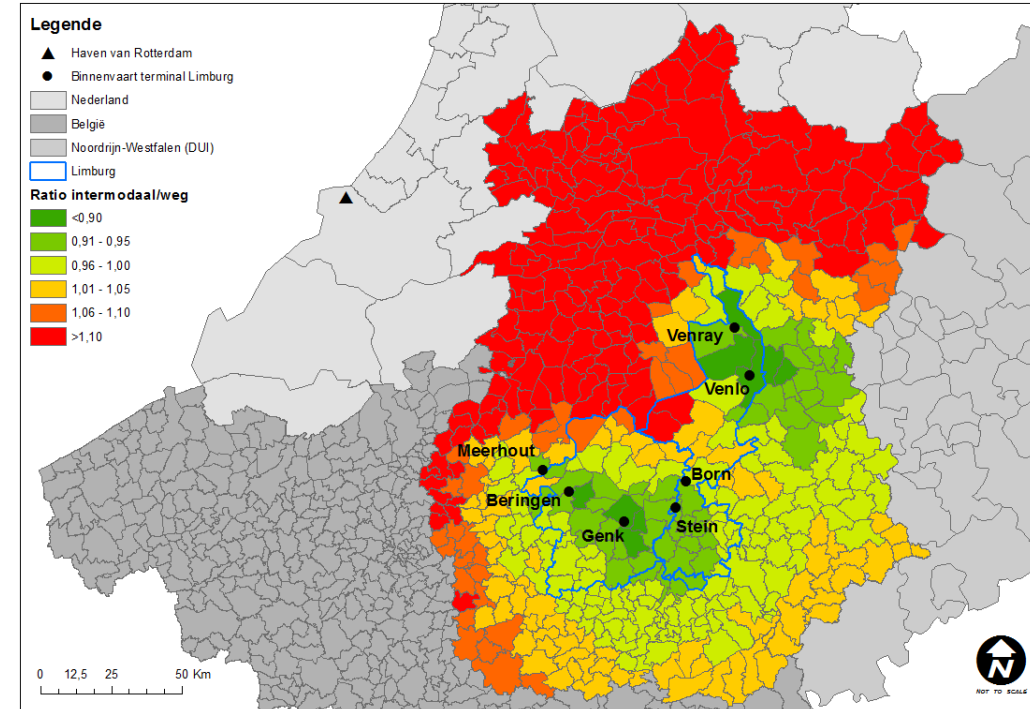 Legende
Haven van Rotterdam
Binnenvaart terminal Limburg
Nederland
België
Noordrijn-Westfalen (DUI)
Limburg
Ratio intermodaal/weg
<0,90
0,91 - 0,95
0,96 - 1,00
1,01 - 1,05
1,06 - 1,10
>1,10
Venray
Venlo
Meerhout
Born
Beringen
Stein
Genk
0 12,5 25 50 Km
N
NOT TO SCALE